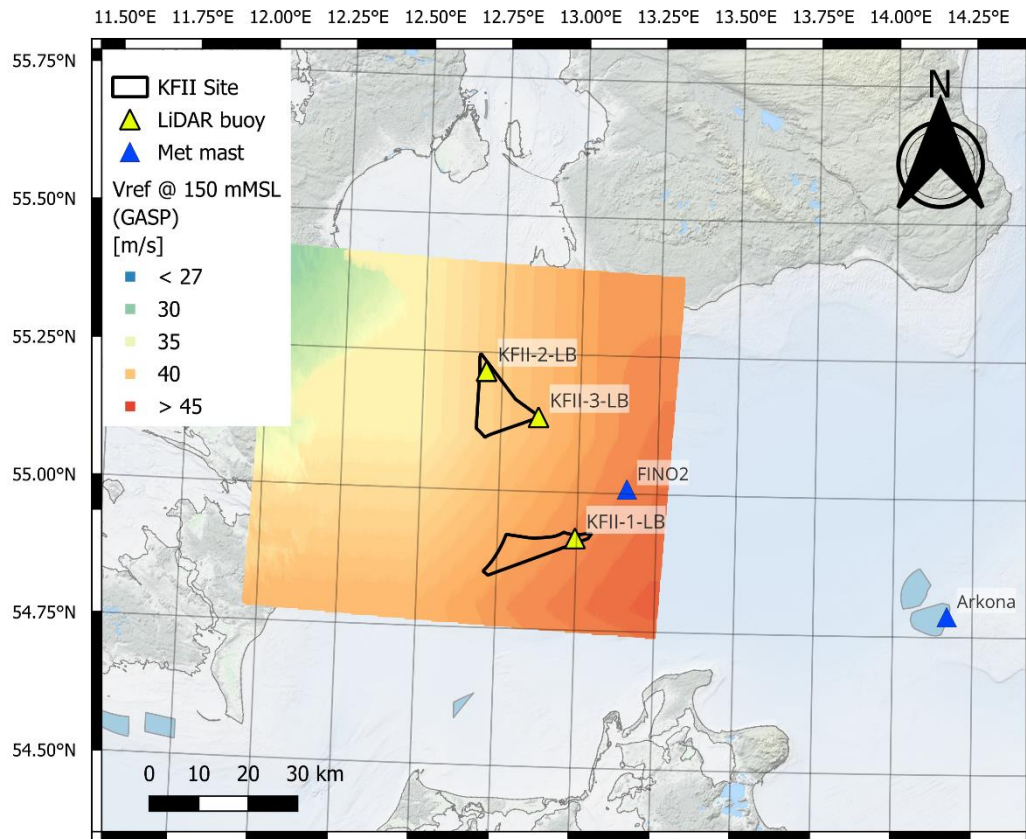 11.50°E 11.75°E 12.00°E 12.25°E 12.50°E 12.75°E 13.00°E 13.25°E 13.50°E 13.75°E 14.00°E 14.25°E
55.75°N
55.50°N
55.25°N
55.00°N
54.75°N
54.50°N
KFII Site
LiDAR buoy
Met mast
Vref @ 150 mMSL
(GASP)
[m/s]
< 27
30
35
40
> 45
N
KFII-2-LB
KFII-3-LB
FINO2
KFII-1-LB
Arkona
0 10 20 30 km